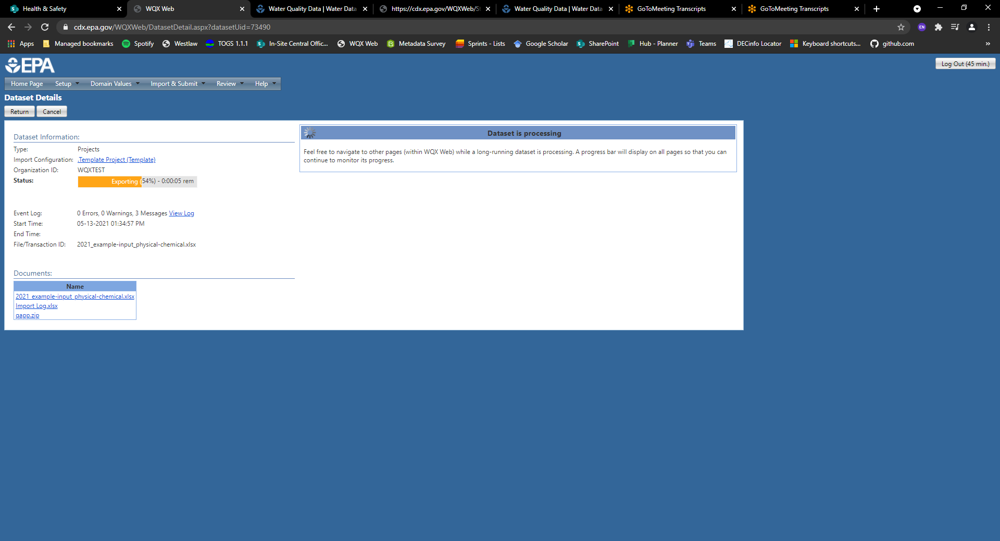 Health & Safety
WQX Web
Water Quality Data | Water Data
https://cdx.epa.gov/WQXWeb/S
Water Quality Data | Water Data
GoToMeeting Transcripts
GoToMeeting Transcripts
cdx.epa.gov/WQXWeb/DatasetDetail.aspx?datasetUid=73490
EN
Apps
Managed bookmarks
Spotify
Westlaw
TOGS 1.1.1
In-Site Central Offic...
WQX Web
Metadata Survey
Sprints - Lists
Google Scholar
SharePoint
Hub - Planner
Teams
DECinfo Locator
Keyboard shortcuts...
github.com
»
EPA
Log Out (45 min.)
Home Page
Setup
Domain Values
Import & Submit
Review
Help
Dataset Details
Return
Cancel
Dataset Information:
Type: Projects
Import Configuration: .Template Project (Template)
Organization ID: WQXTEST
Status: Exporting (54%) - 0:00:05 rem
Event Log: 0 Errors, 0 Warnings, 3 Messages View Log
Start Time: 05-13-2021 01:34:57 PM
End Time:
File/Transaction ID: 2021_example-input_physical-chemical.xlsx
Dataset is processing
Feel free to navigate to other pages (within WQX Web) while a long-running dataset is processing. A progress bar will display on all pages so that you can
continue to monitor its progress.
Documents:
Name
2021_example-input_physical-chemical.xlsx
Import Log.xlsx
qapp.zip